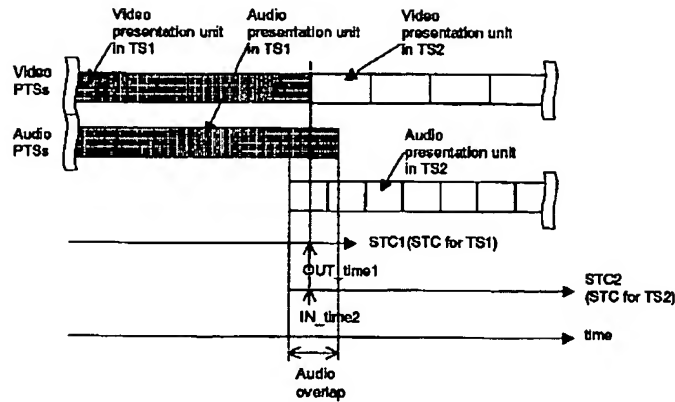 Video
presentation unit
in TS1
Audio
presentation unit
in TS1
Video
presentation unit
in TS2
Video
PTSs
Audio
PTSs
Audio
presentation unit
in TS2
STC1(STC for TS1)
OUT_time1
STC2
(STC for TS2)
IN_time2
time
Audio
overlap